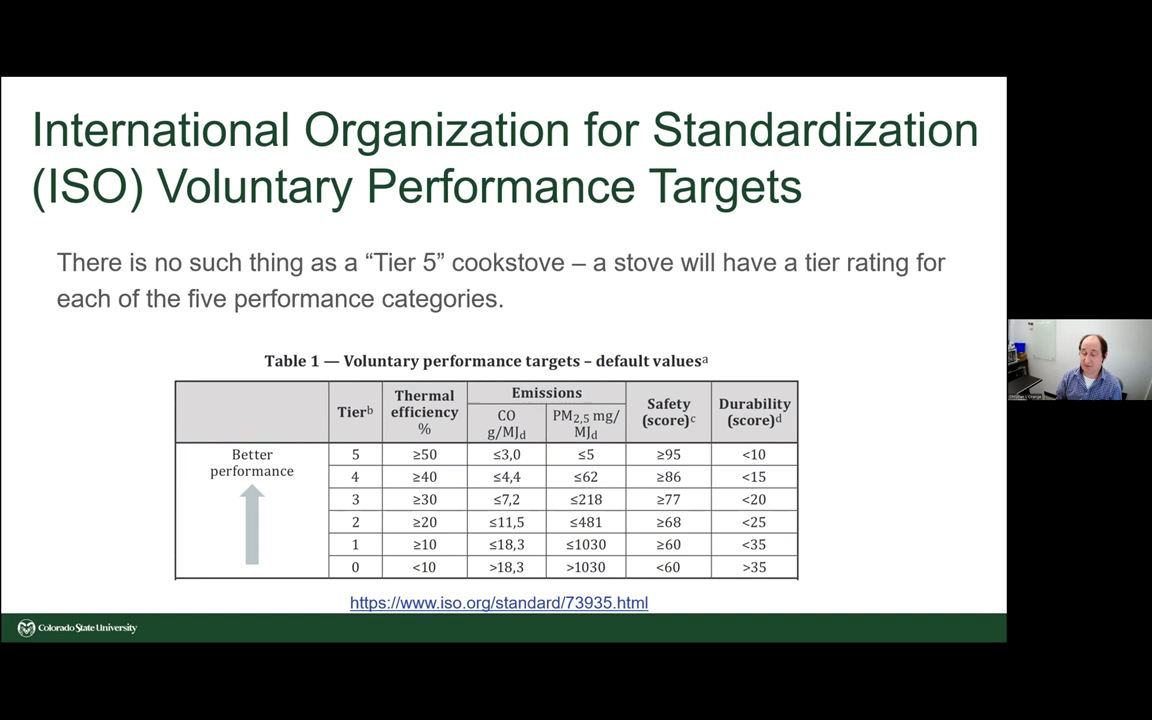 International Organization for Standardization
(ISO) Voluntary Performance Targets
There is no such thing as a “Tier 5” cookstove – a stove will have a tier rating for
each of the five performance categories.
Table 1 — Voluntary performance targets – default valuesa
Tierb Thermal efficiency % Emissions Safety (score)c Durability (score)d
CO g/MJd PM2,5 mg/MJd
Better performance
5 ≥50 ≤3,0 ≤5 ≥95 <10
4 ≥40 ≤4,4 ≤62 ≥86 <15
3 ≥30 ≤7,2 ≤218 ≥77 <20
2 ≥20 ≤11,5 ≤481 ≥68 <25
1 ≥10 ≤18,3 ≤1030 ≥60 <35
0 <10 >18,3 >1030 <60 >35
https://www.iso.org/standard/73935.html
Colorado State University